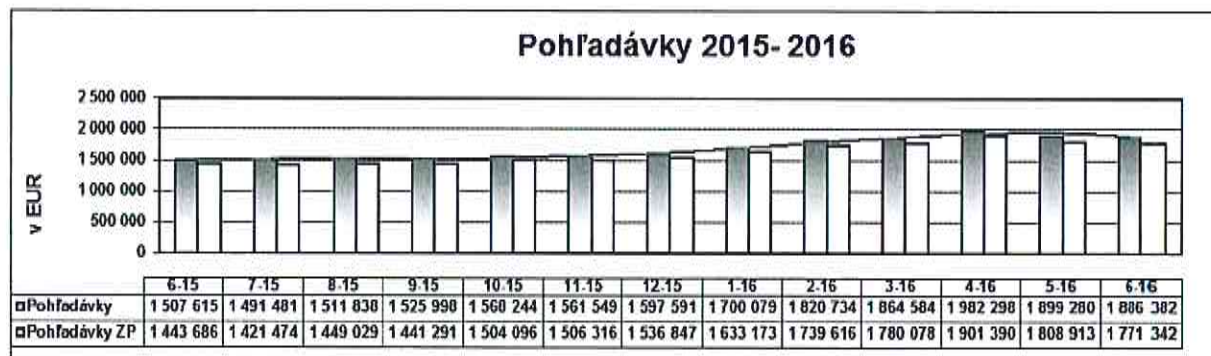 Pohľadávky 2015- 2016
v EUR
2 500 000
2 000 000
1 500 000
1 000 000
500 000
0
6-15 7-15 8-15 9-15 10-15 11-15 12-15 1-16 2-16 3-16 4-16 5-16 6-16
Pohľadávky 1 507 615 1 491 481 1 511 838 1 525 998 1 568 244 1 561 549 1 597 591 1 700 079 1 820 734 1 864 584 1 982 298 1 899 280 1 886 382
Pohľadávky ZP 1 443 686 1 421 474 1 449 029 1 441 291 1 504 096 1 506 316 1 536 847 1 633 173 1 739 616 1 780 078 1 901 390 1 808 913 1 771 342